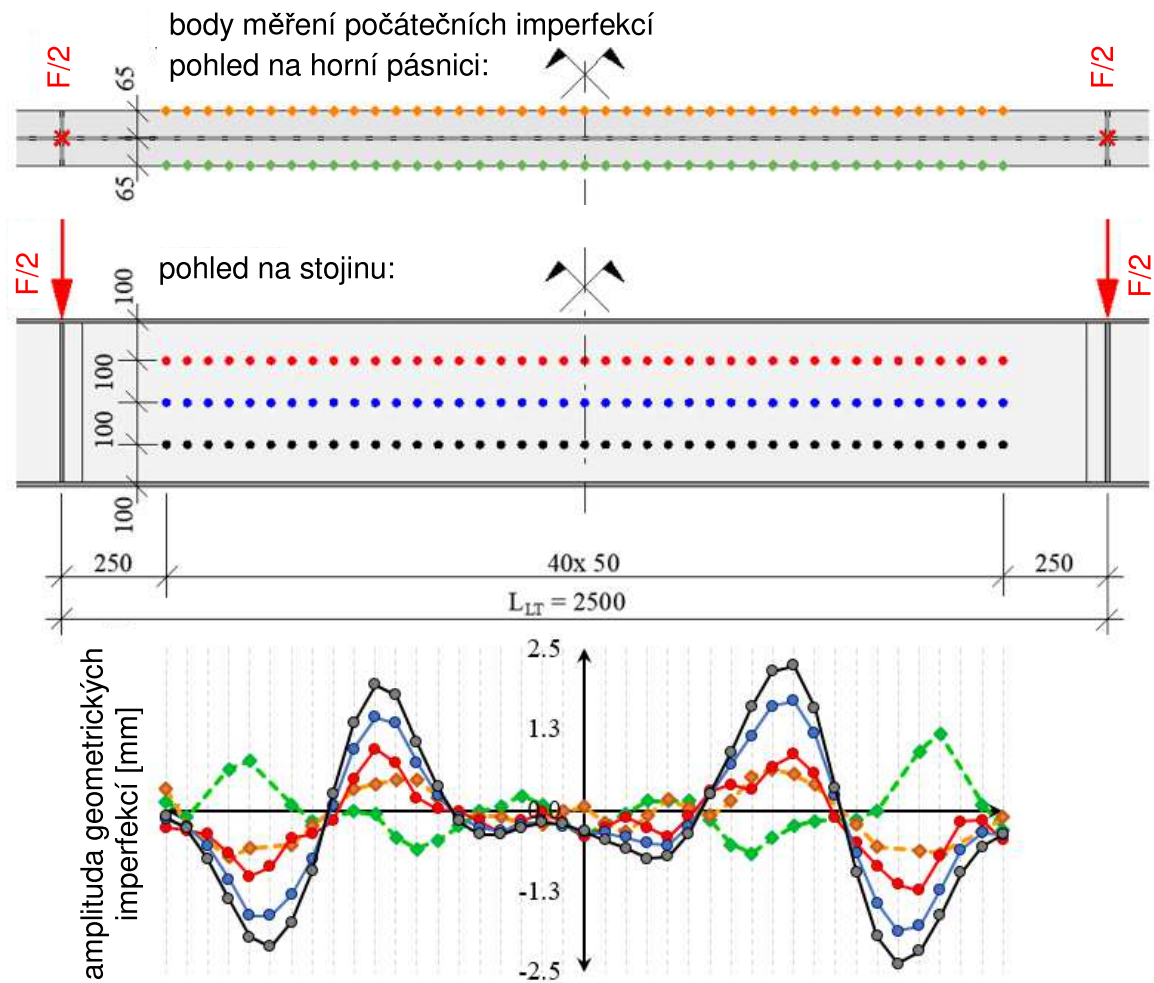 body měření počátečních imperfekcí
pohled na horní pásnici:
F/2
F/2
65
65
pohled na stojinu:
F/2
F/2
100
100
100
100
250
40x 50
250
L_LT = 2500
amplituda geometrických
imperfekcí [mm]
2.5
1.3
0.0
-1.3
-2.5